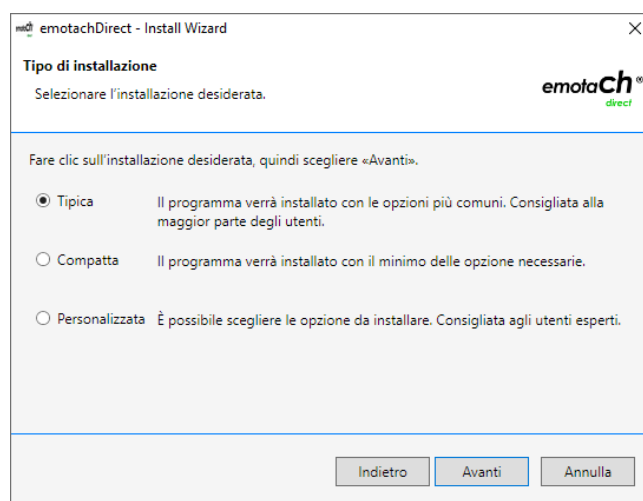 emotachDirect - Install Wizard
Tipo di installazione
Selezionare l'installazione desiderata.
emotaCh®
direct
Fare clic sull'installazione desiderata, quindi scegliere «Avanti».
Tipica
Il programma verrà installato con le opzioni più comuni. Consigliata alla
maggior parte degli utenti.
Compatta
Il programma verrà installato con il minimo delle opzione necessarie.
Personalizzata
È possibile scegliere le opzione da installare. Consigliata agli utenti esperti.
Indietro
Avanti
Annulla